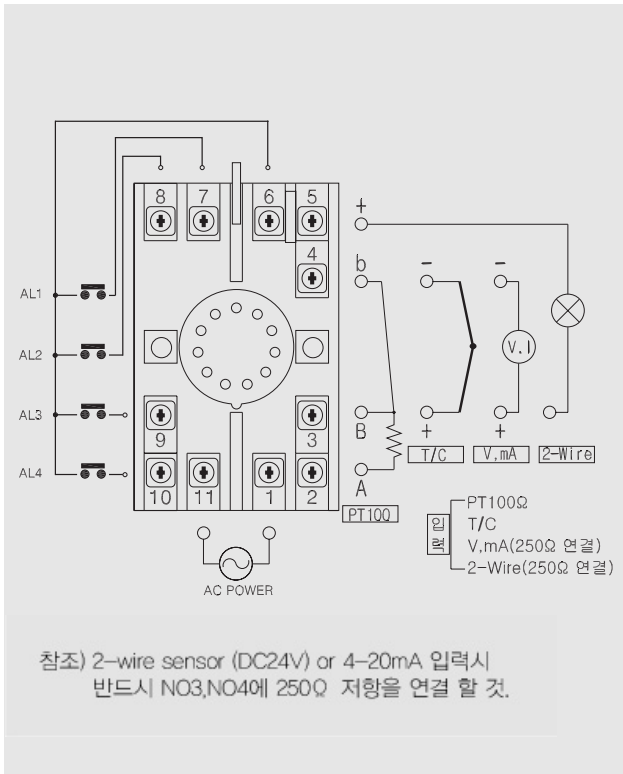 8 7 6 5
+
4
b - -
AL1
V.I
AL2
AL3
9 3
B + +
T/C V,mA 2-Wire
AL4
10 11 1 2
A
PT100
AC POWER
입력
PT100Ω
T/C
V,mA(250Ω 연결)
2-Wire(250Ω 연결)
참조) 2-wire sensor (DC24V) or 4-20mA 입력시
반드시 NO3,NO4에 250Ω 저항을 연결 할 것.